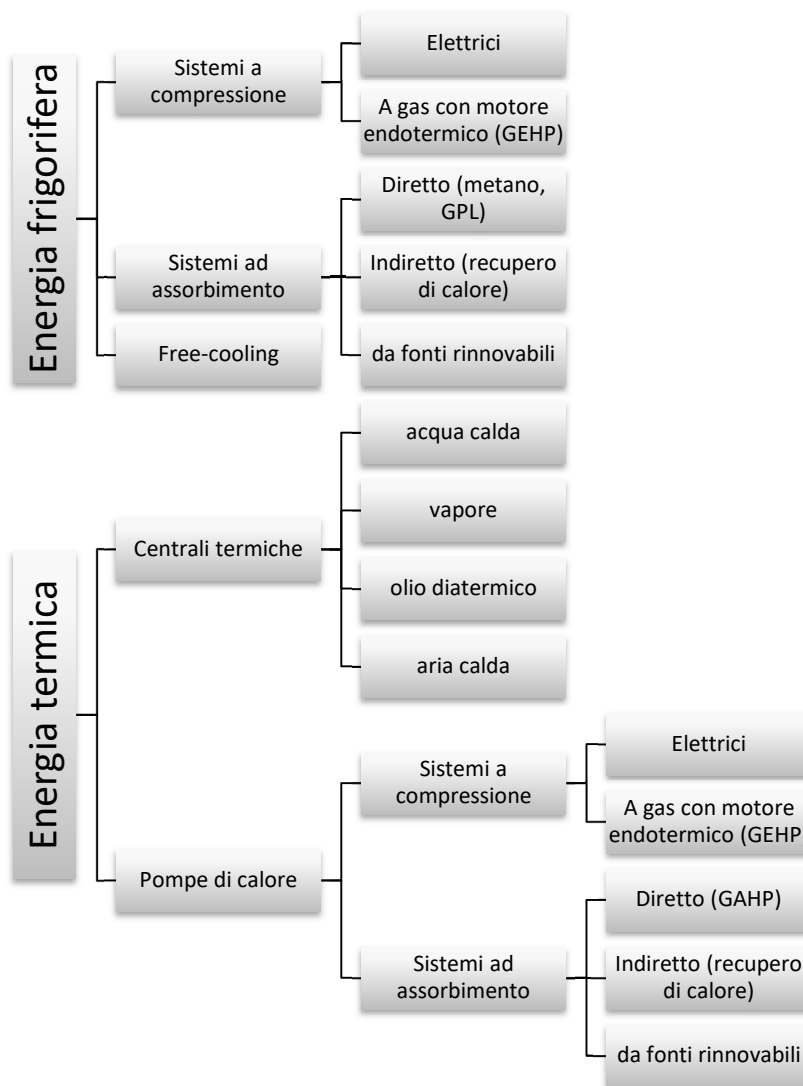 Energia frigorifera
Sistemi a
compressione
Elettrici
A gas con motore
endotermico (GEHP)
Sistemi ad
assorbimento
Diretto (metano,
GPL)
Indiretto (recupero
di calore)
da fonti rinnovabili
Free-cooling
Energia termica
Centrali termiche
acqua calda
vapore
olio diatermico
aria calda
Pompe di calore
Sistemi a
compressione
Elettrici
A gas con motore
endotermico (GEHP
Sistemi ad
assorbimento
Diretto (GAHP)
Indiretto (recupero
di calore)
da fonti rinnovabili